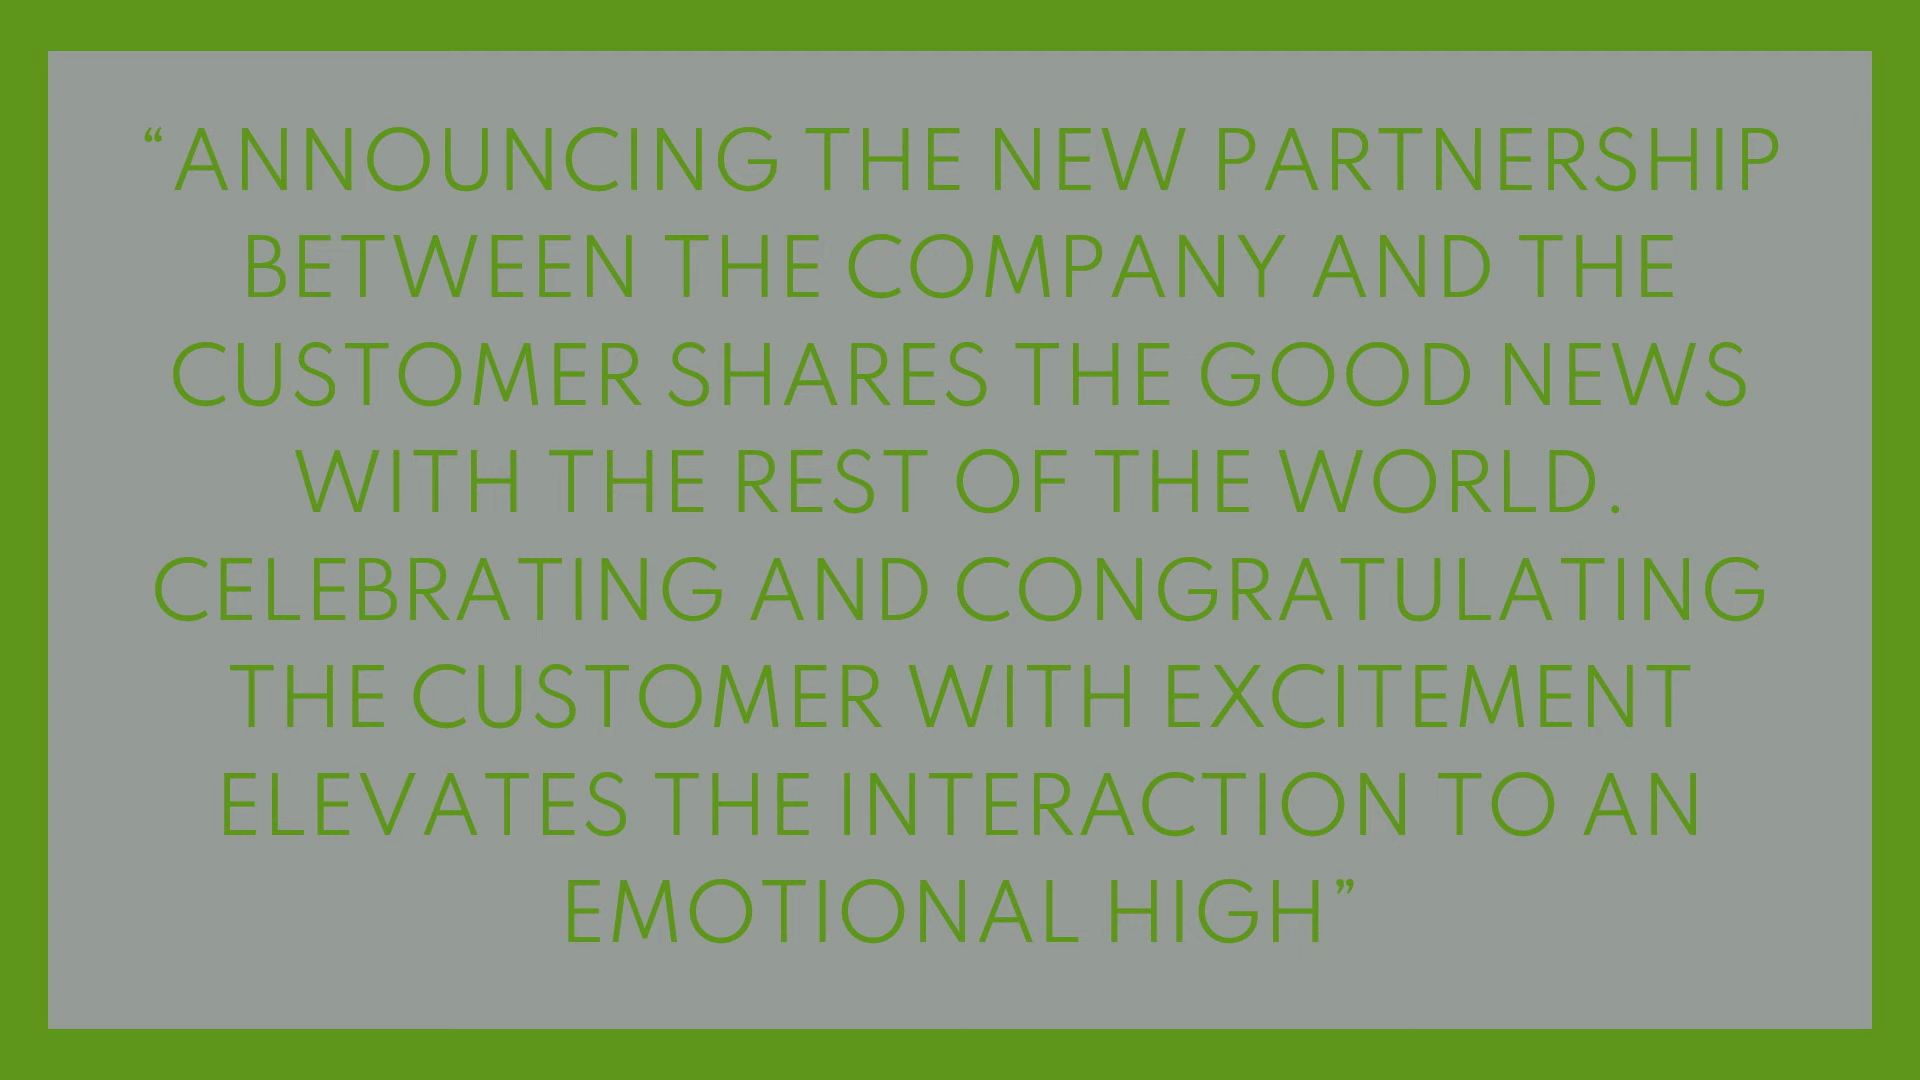 “ANNOUNCING THE NEW PARTNERSHIP
BETWEEN THE COMPANY AND THE
CUSTOMER SHARES THE GOOD NEWS
WITH THE REST OF THE WORLD.
CELEBRATING AND CONGRATULATING
THE CUSTOMER WITH EXCITEMENT
ELEVATES THE INTERACTION TO AN
EMOTIONAL HIGH”